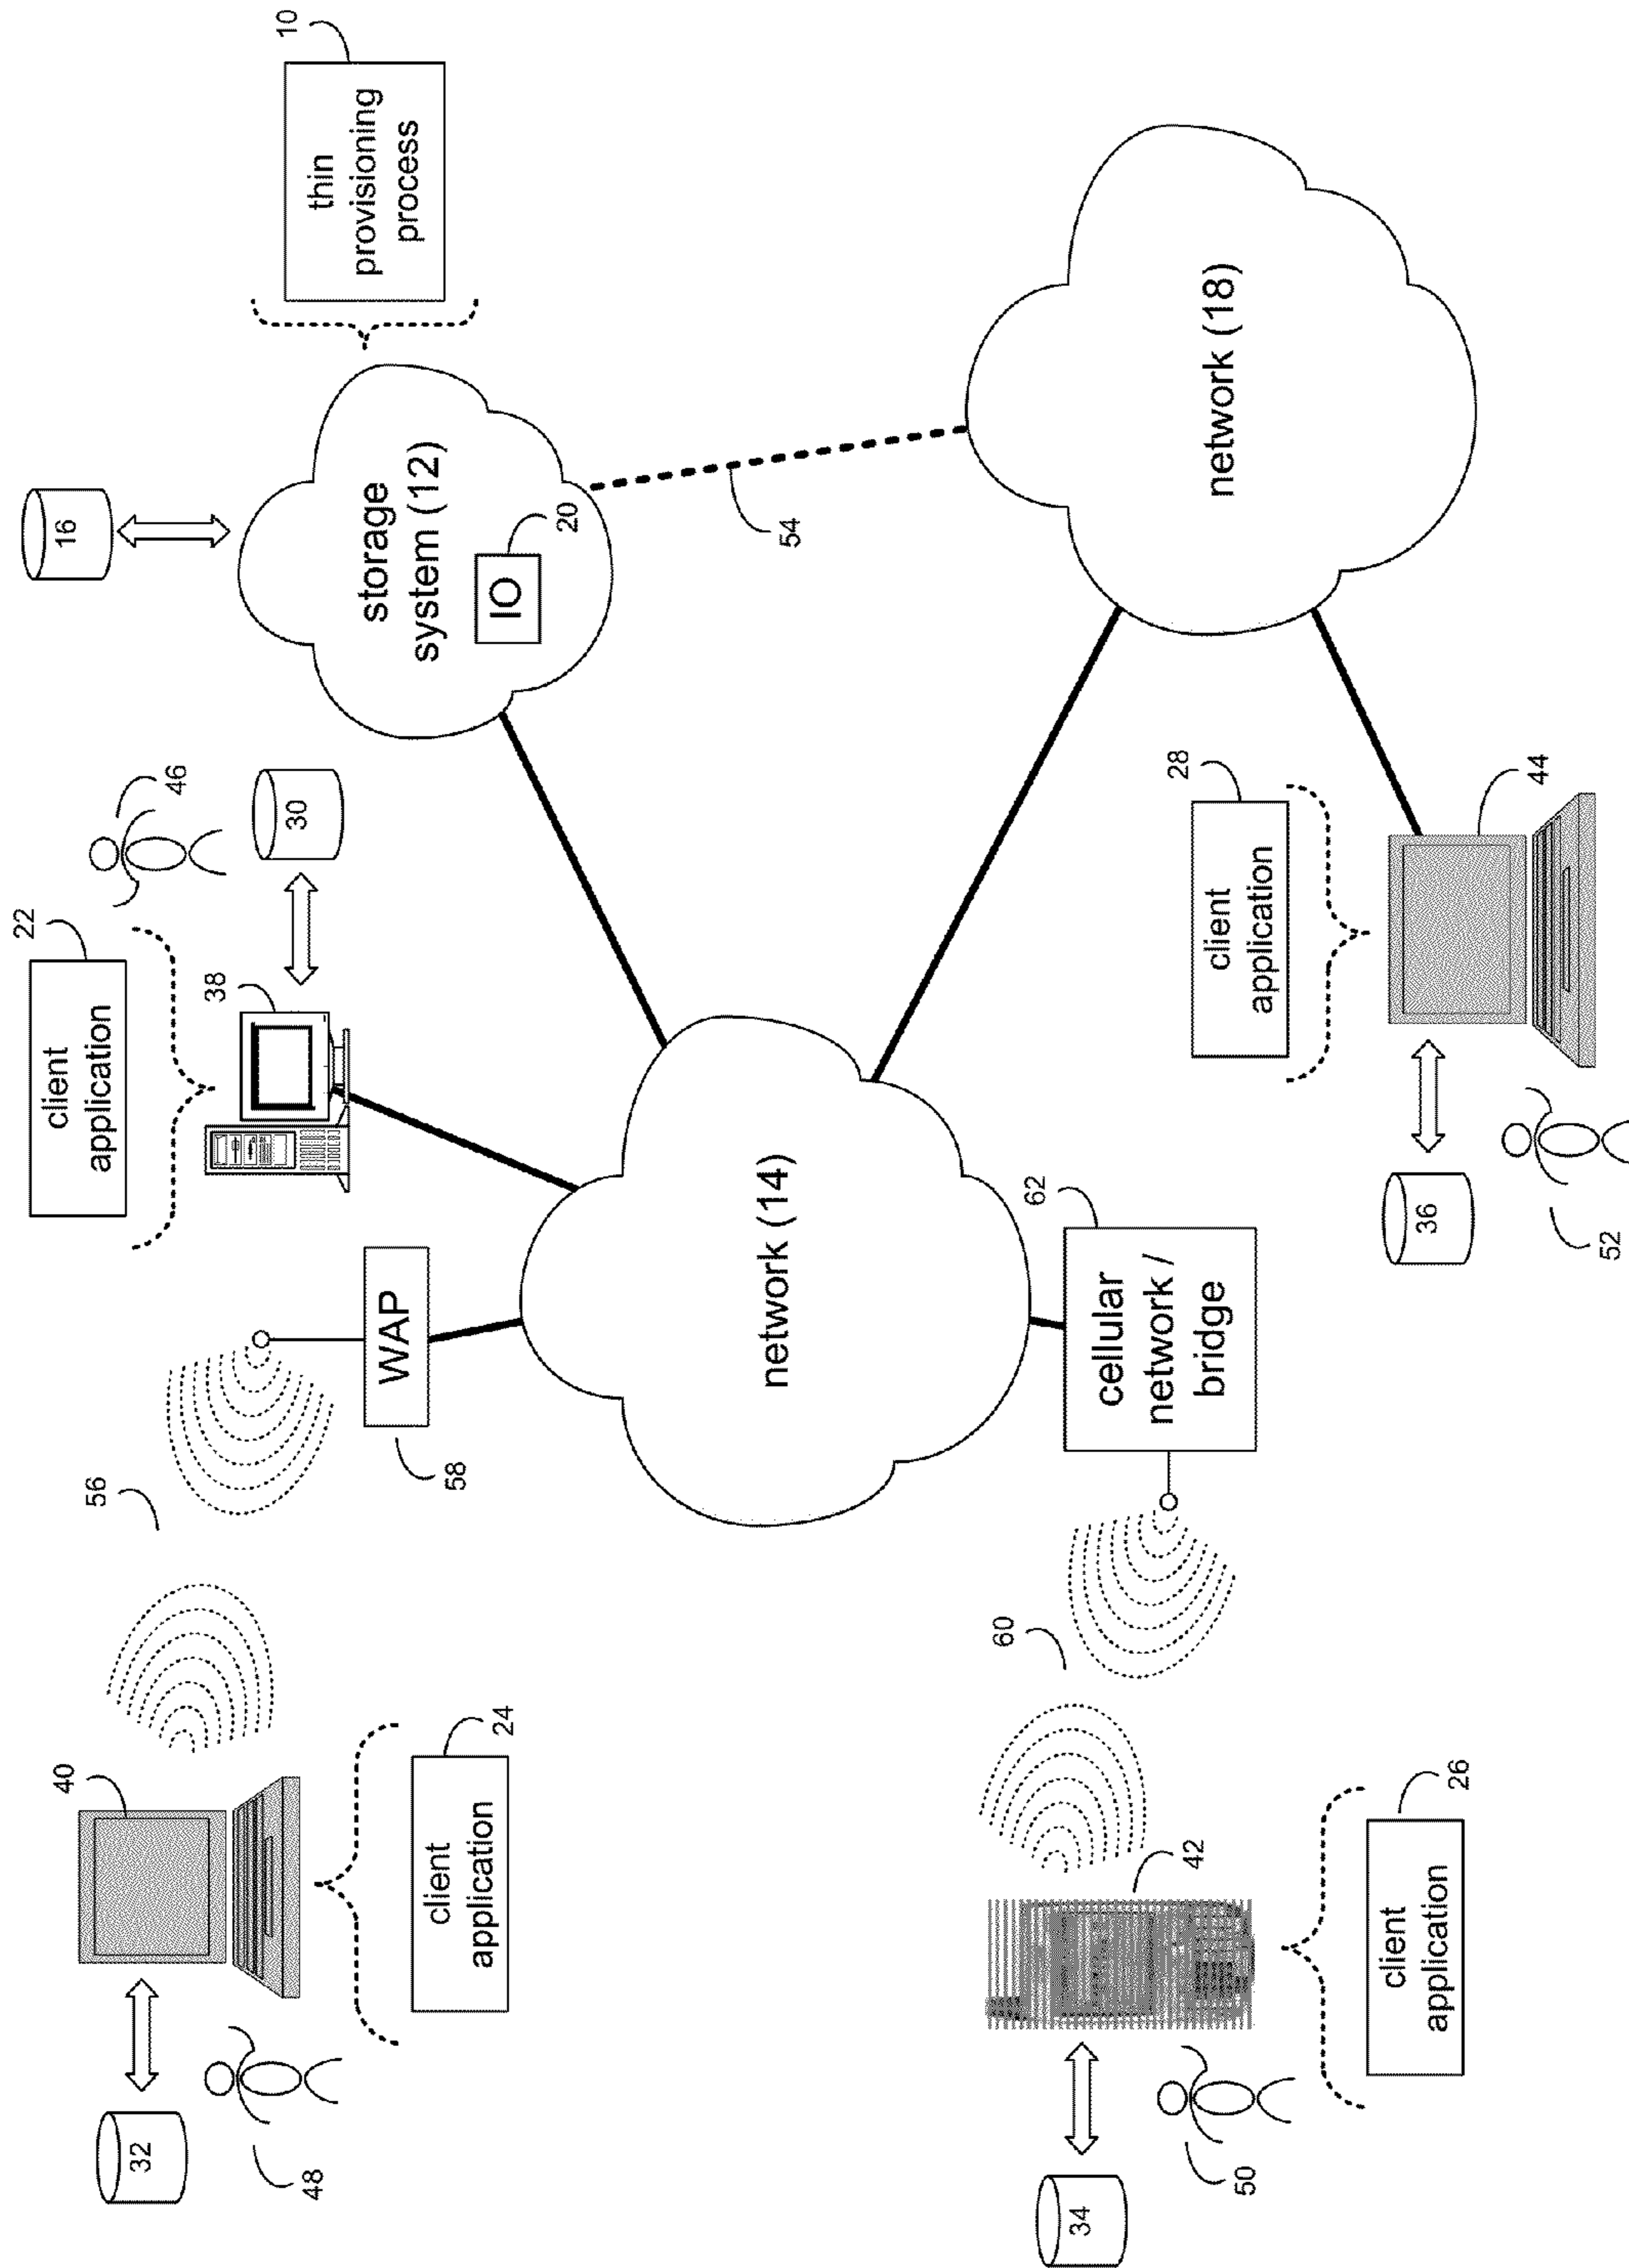 32
48
40
client
application
24
56
WAP
58
client
application
22
38
46
30
16
storage
system (12)
IO
20
thin
provisioning
process
10
54
network (14)
network (18)
34
50
42
client
application
26
60
cellular
network /
bridge
62
36
52
client
application
28
44